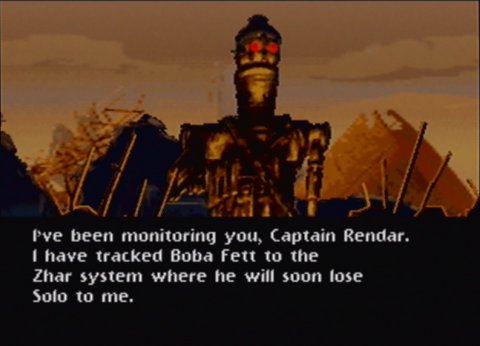 I've been monitoring you, Captain Rendar.
I have tracked Boba Fett to the
Zhar system where he will soon lose
Solo to me.